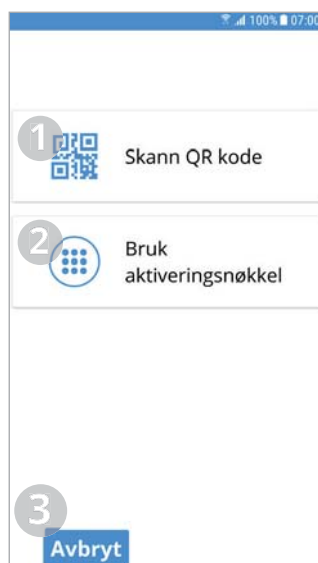 100% 07:00
1
Skann QR kode
2
Bruk
aktiveringsnøkkel
3
Avbryt